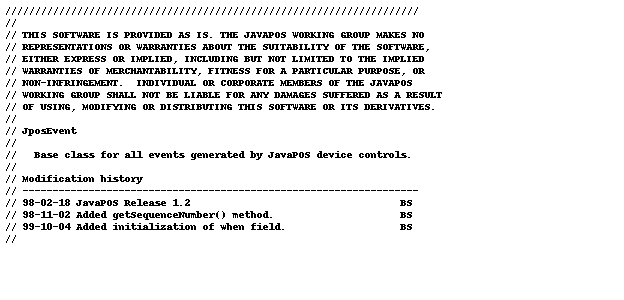 //////////////////////////////////////////////////////////////////////
//
// THIS SOFTWARE IS PROVIDED AS IS. THE JAVAPOS WORKING GROUP MAKES NO
// REPRESENTATIONS OR WARRANTIES ABOUT THE SUITABILITY OF THE SOFTWARE,
// EITHER EXPRESS OR IMPLIED, INCLUDING BUT NOT LIMITED TO THE IMPLIED
// WARRANTIES OF MERCHANTABILITY, FITNESS FOR A PARTICULAR PURPOSE, OR
// NON-INFRINGEMENT.  INDIVIDUAL OR CORPORATE MEMBERS OF THE JAVAPOS
// WORKING GROUP SHALL NOT BE LIABLE FOR ANY DAMAGES SUFFERED AS A RESULT
// OF USING, MODIFYING OR DISTRIBUTING THIS SOFTWARE OR ITS DERIVATIVES.
//
// JposEvent
//
//   Base class for all events generated by JavaPOS device controls.
//
// Modification history
// ------------------------------------------------------------------
// 98-02-18 JavaPOS Release 1.2                                   BS
// 98-11-02 Added getSequenceNumber() method.                     BS
// 99-10-04 Added initialization of when field.                   BS
//